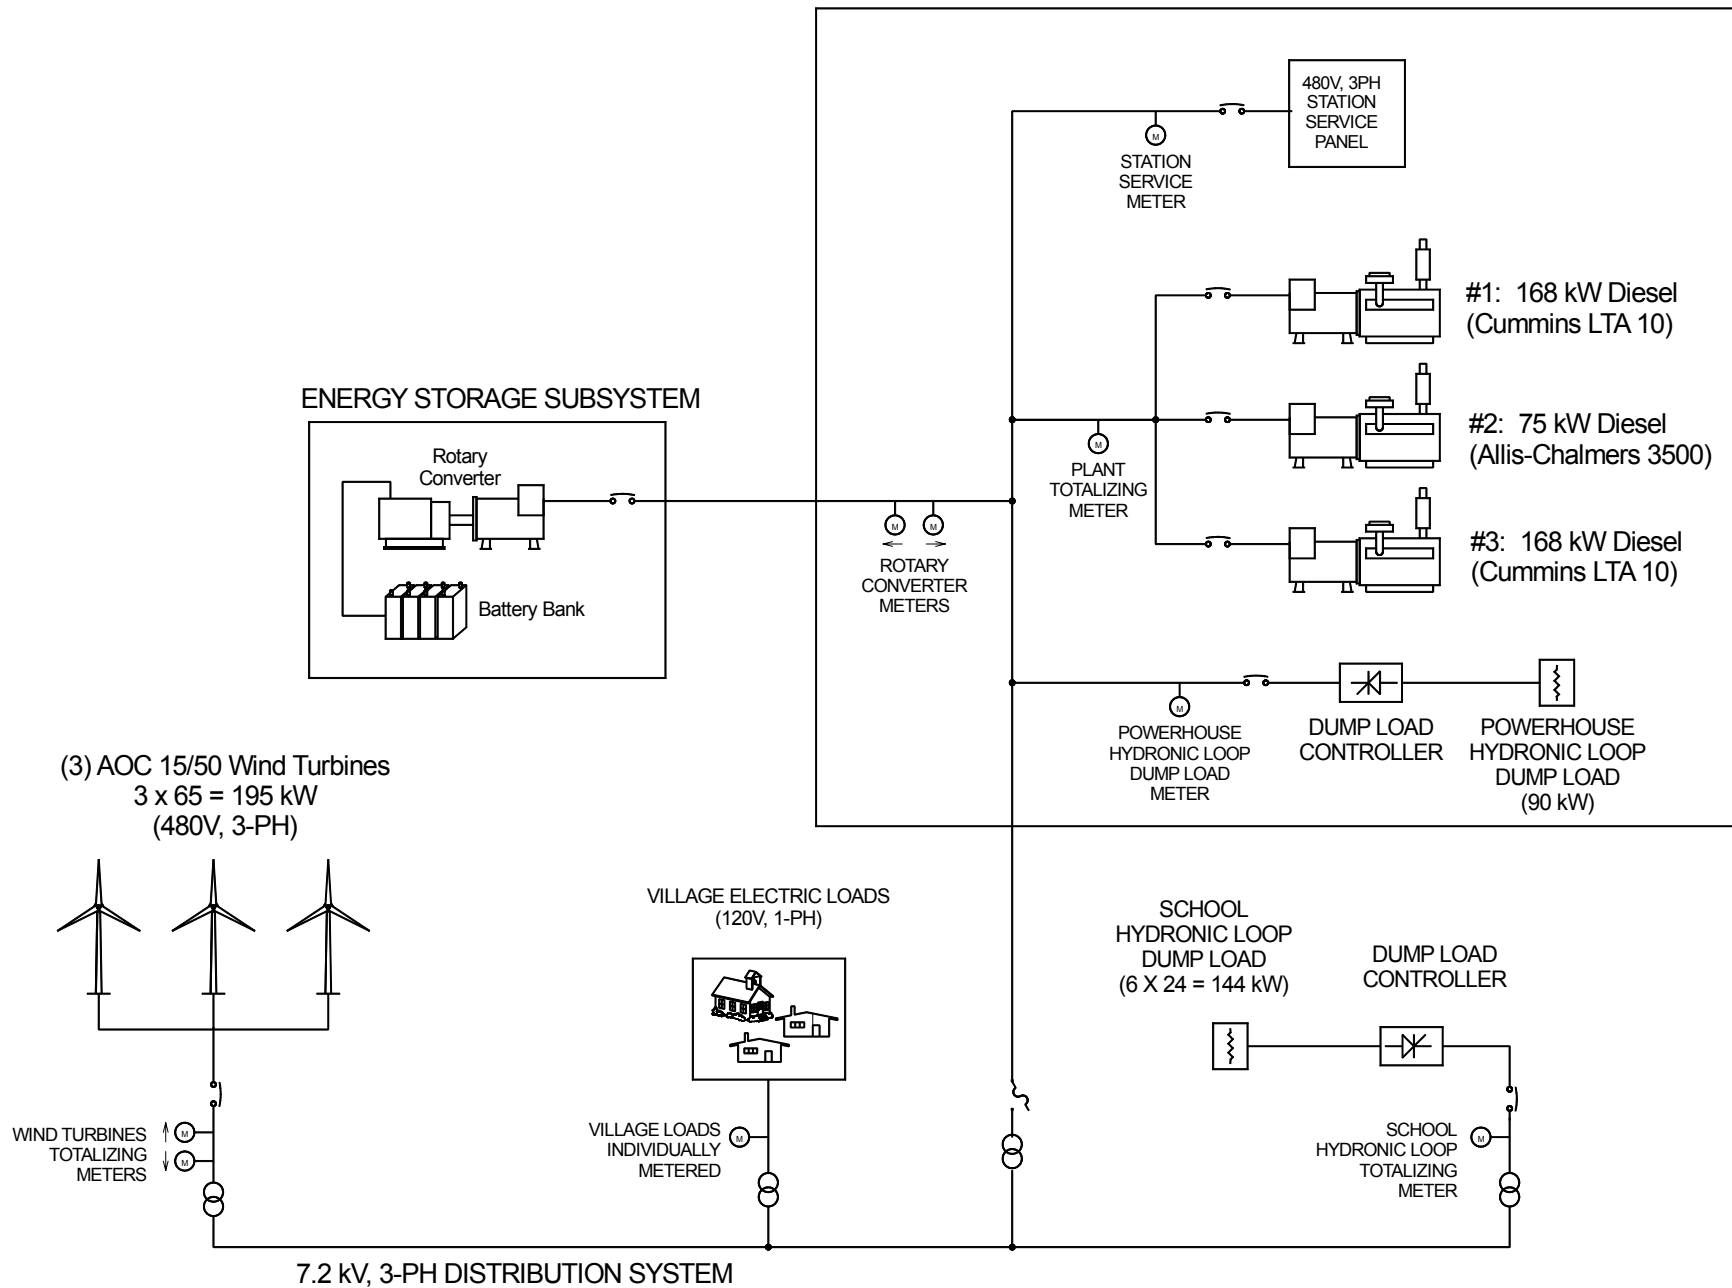 480V, 3PH
STATION
SERVICE
PANEL
M
STATION
SERVICE
METER
#1: 168 kW Diesel
(Cummins LTA 10)
#2: 75 kW Diesel
(Allis-Chalmers 3500)
#3: 168 kW Diesel
(Cummins LTA 10)
M
PLANT
TOTALIZING
METER
ENERGY STORAGE SUBSYSTEM
Rotary
Converter
Battery Bank
M M
ROTARY
CONVERTER
METERS
M
POWERHOUSE
HYDRONIC LOOP
DUMP LOAD
METER
DUMP LOAD
CONTROLLER
POWERHOUSE
HYDRONIC LOOP
DUMP LOAD
(90 kW)
(3) AOC 15/50 Wind Turbines
3 x 65 = 195 kW
(480V, 3-PH)
VILLAGE ELECTRIC LOADS
(120V, 1-PH)
SCHOOL
HYDRONIC LOOP
DUMP LOAD
(6 X 24 = 144 kW)
DUMP LOAD
CONTROLLER
WIND TURBINES
TOTALIZING
METERS
M
M
VILLAGE LOADS
INDIVIDUALLY
METERED
M
SCHOOL
HYDRONIC LOOP
TOTALIZING
METER
M
7.2 kV, 3-PH DISTRIBUTION SYSTEM